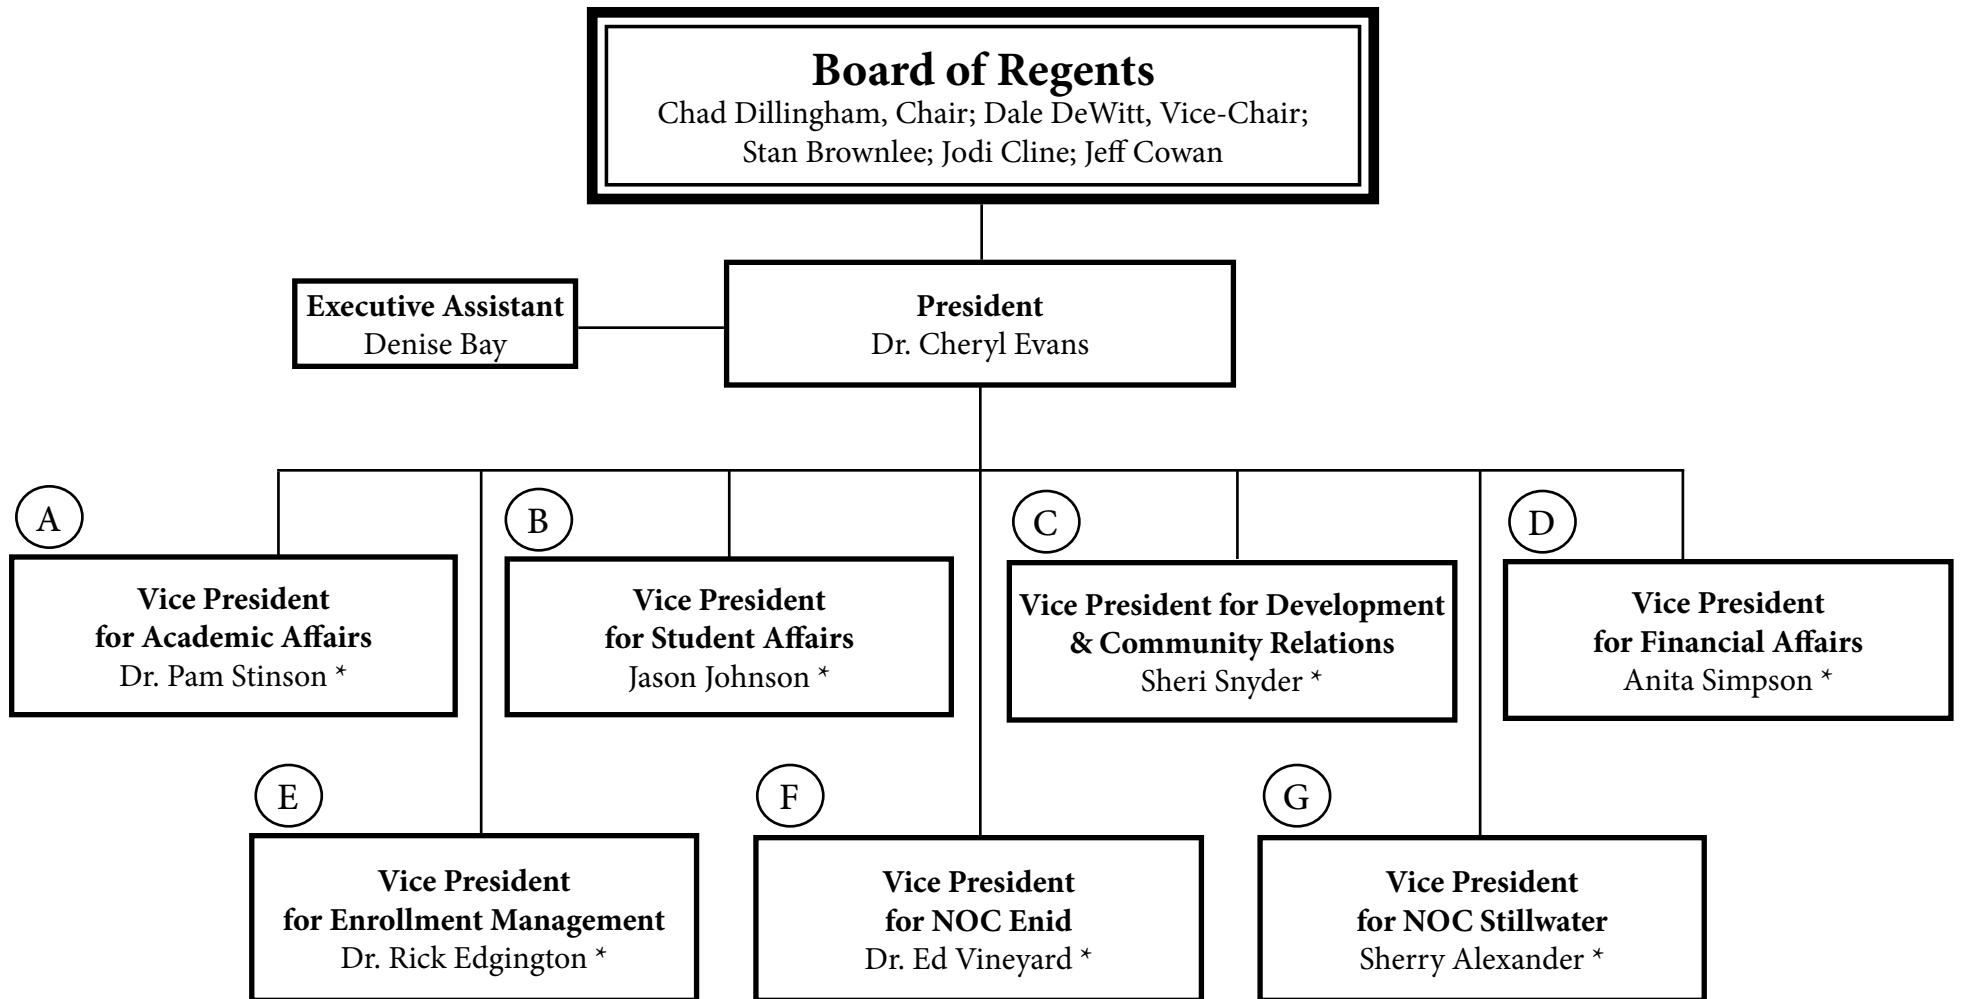 Board of Regents
Chad Dillingham, Chair; Dale DeWitt, Vice-Chair;
Stan Brownlee; Jodi Cline; Jeff Cowan
Executive Assistant
Denise Bay
President
Dr. Cheryl Evans
A
Vice President
for Academic Affairs
Dr. Pam Stinson *
B
Vice President
for Student Affairs
Jason Johnson *
C
Vice President for Development
& Community Relations
Sheri Snyder *
D
Vice President
for Financial Affairs
Anita Simpson *
E
Vice President
for Enrollment Management
Dr. Rick Edgington *
F
Vice President
for NOC Enid
Dr. Ed Vineyard *
G
Vice President
for NOC Stillwater
Sherry Alexander *